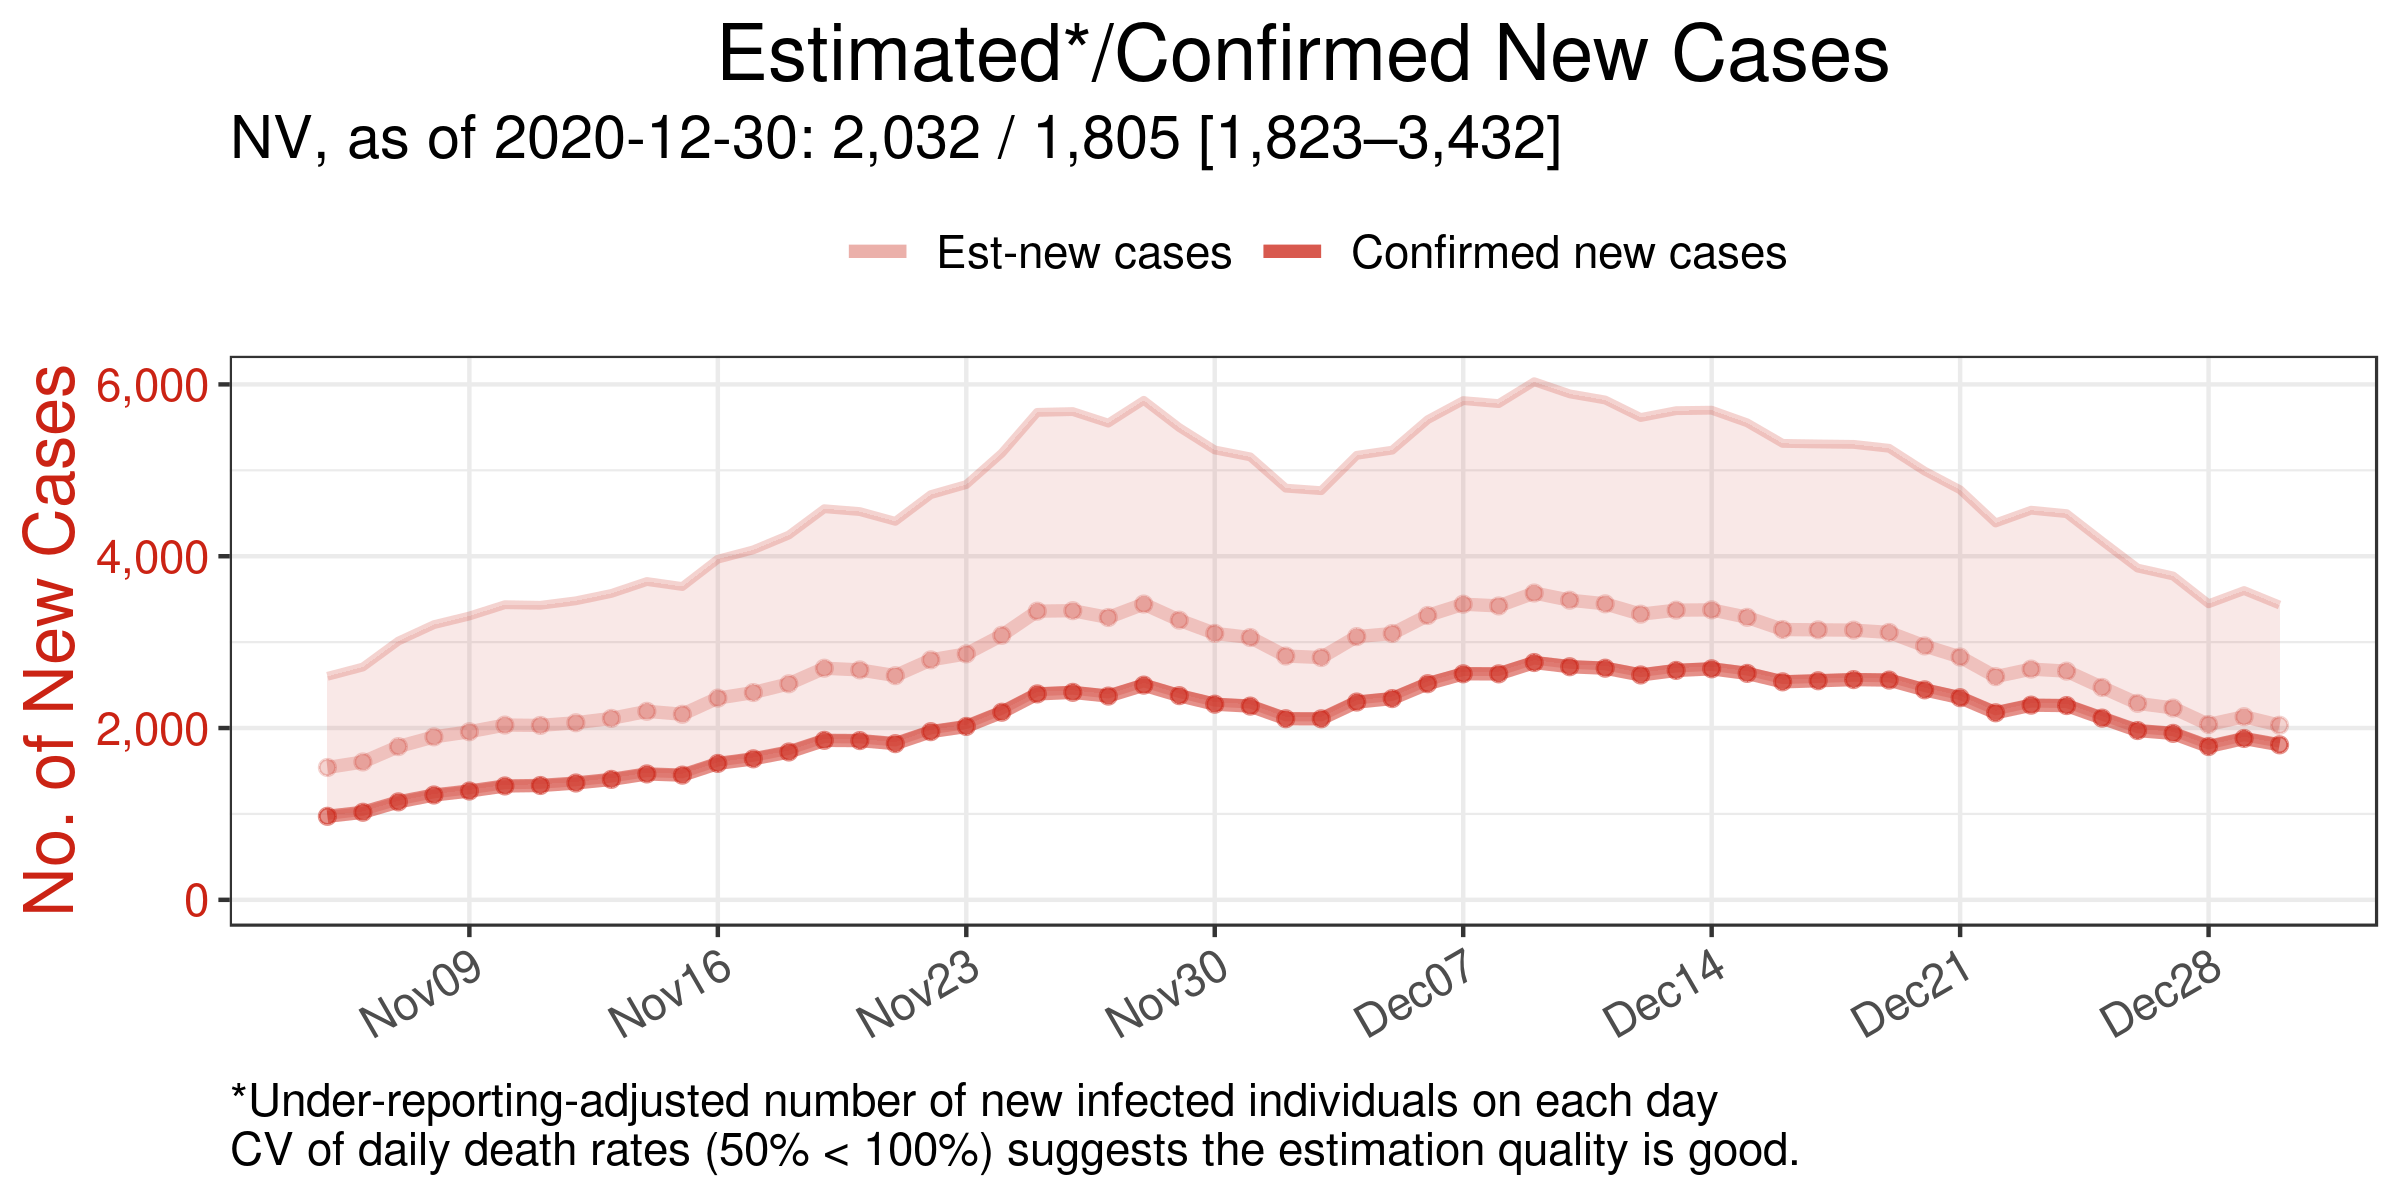 Estimated*/Confirmed New Cases
NV, as of 2020-12-30: 2,032 / 1,805 [1,823–3,432]
Est-new cases Confirmed new cases
No. of New Cases
6,000
4,000
2,000
0
Nov09 Nov16 Nov23 Nov30 Dec07 Dec14 Dec21 Dec28
*Under-reporting-adjusted number of new infected individuals on each day
CV of daily death rates (50% < 100%) suggests the estimation quality is good.